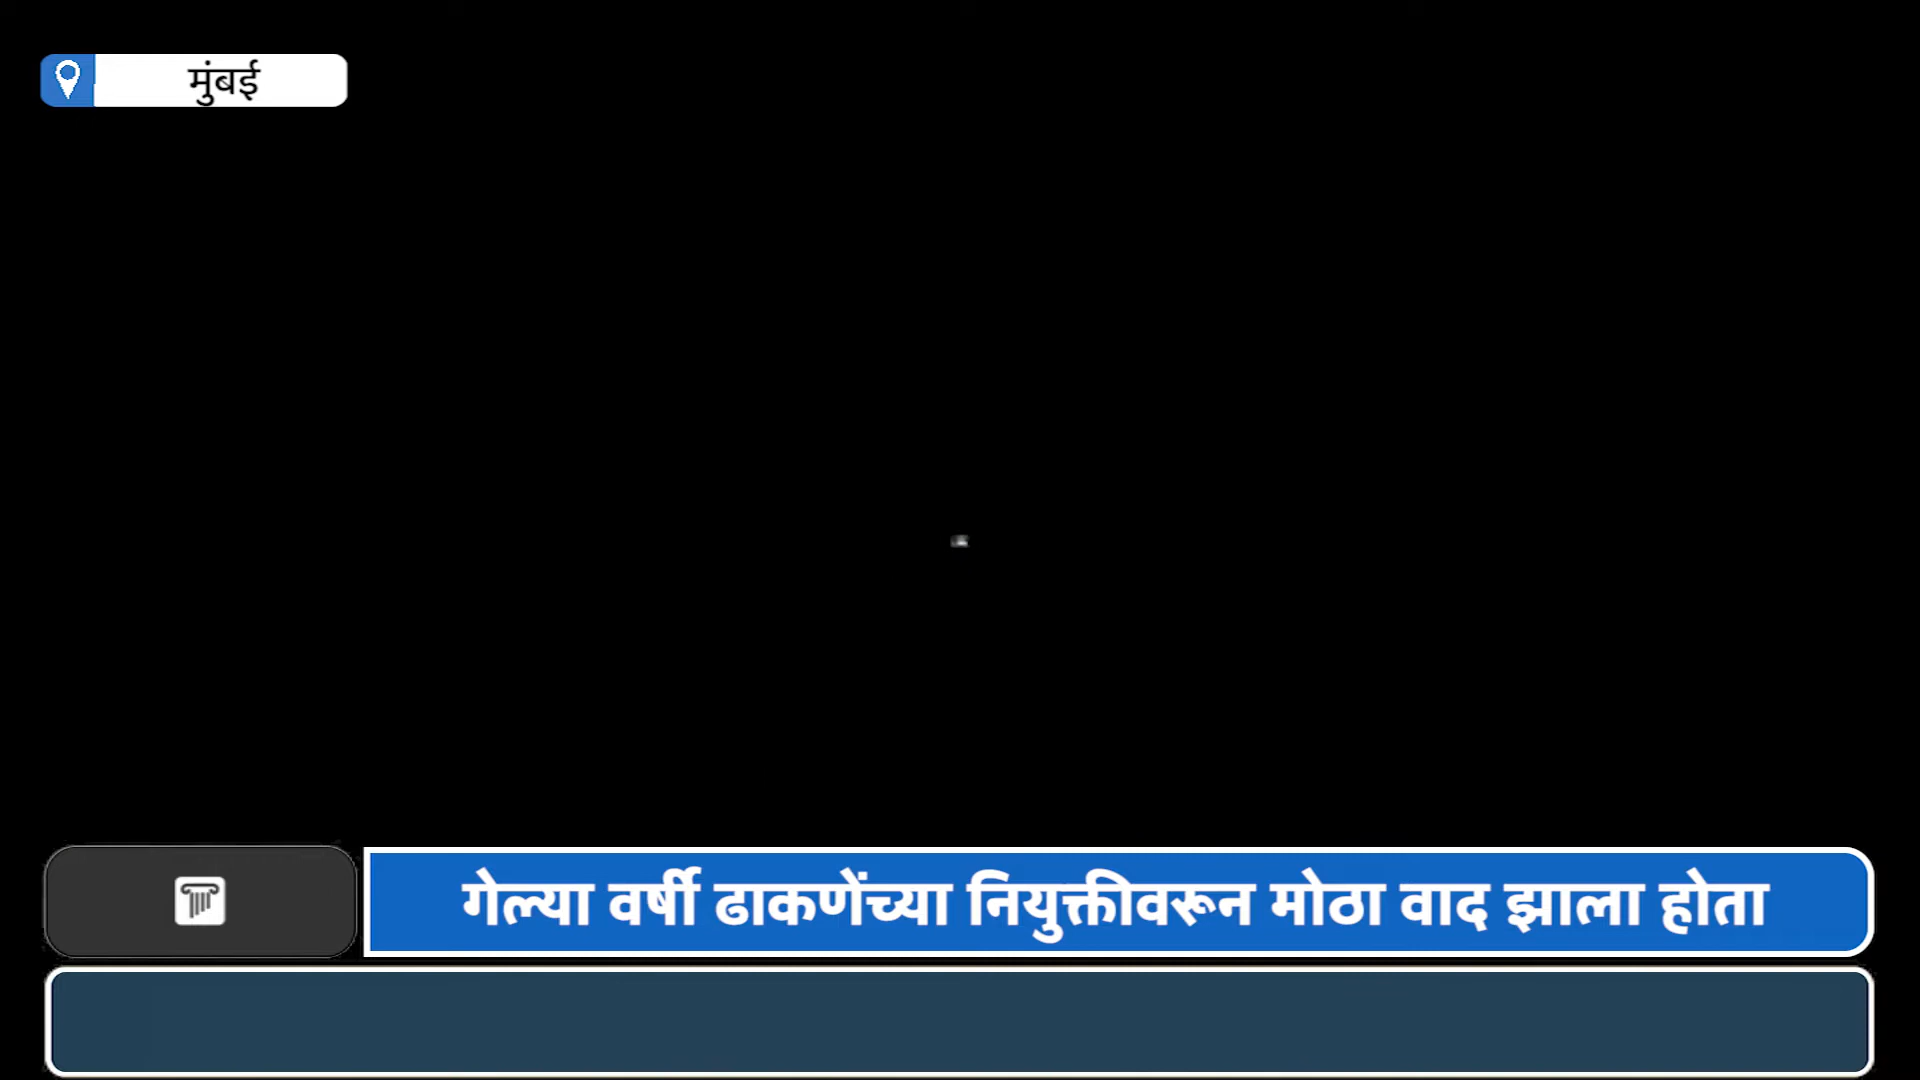 मुंबई
गेल्या वर्षी ढाकणेंच्या नियुक्तीवरून मोठा वाद झाला होता